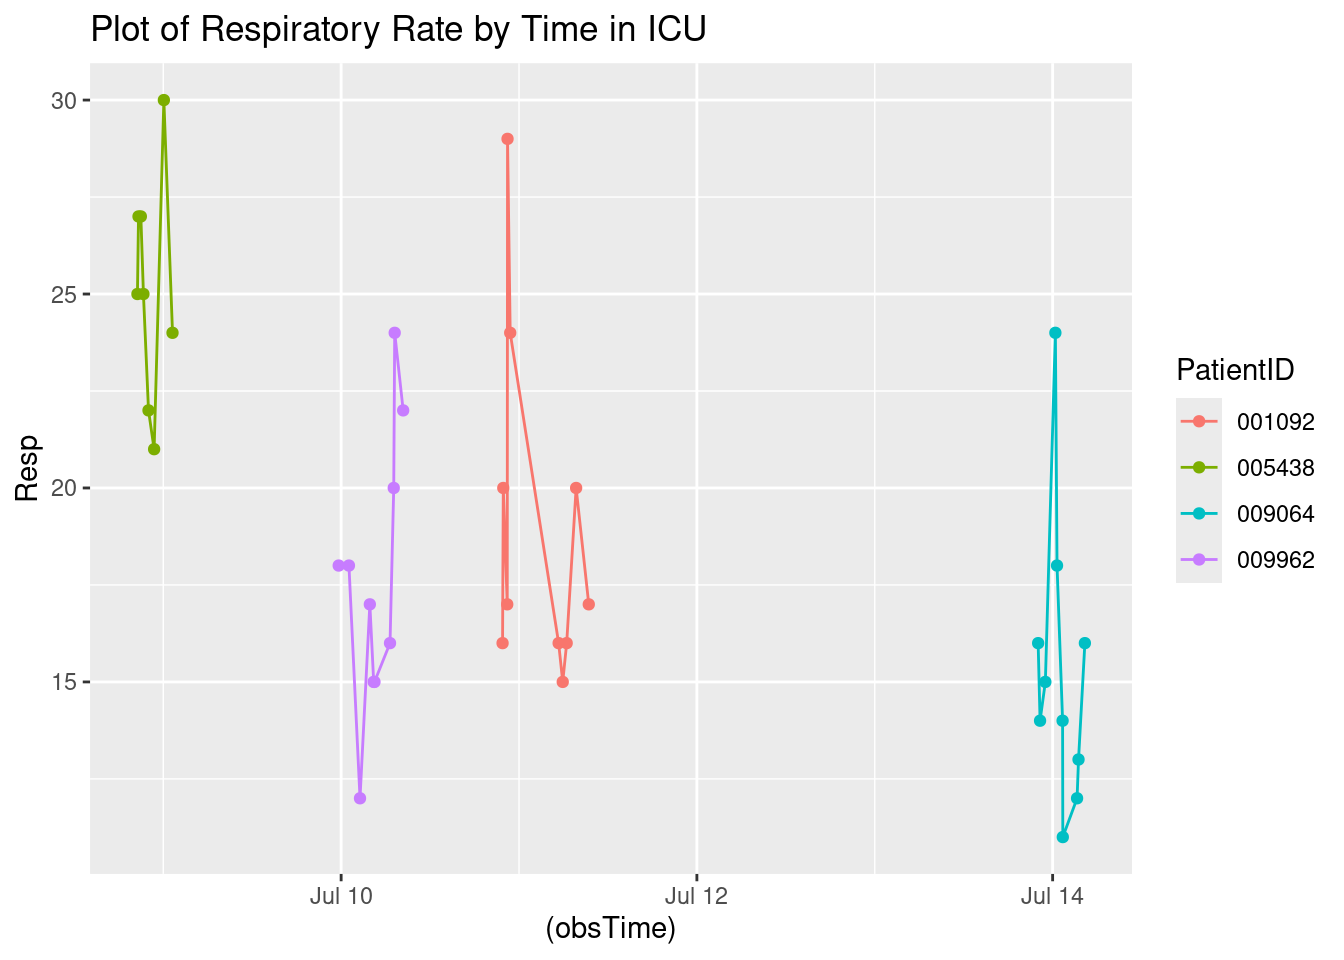 Plot of Respiratory Rate by Time in ICU
30
25
20
15
Resp
Jul 10
Jul 12
Jul 14
(obsTime)
PatientID
001092
005438
009064
009962